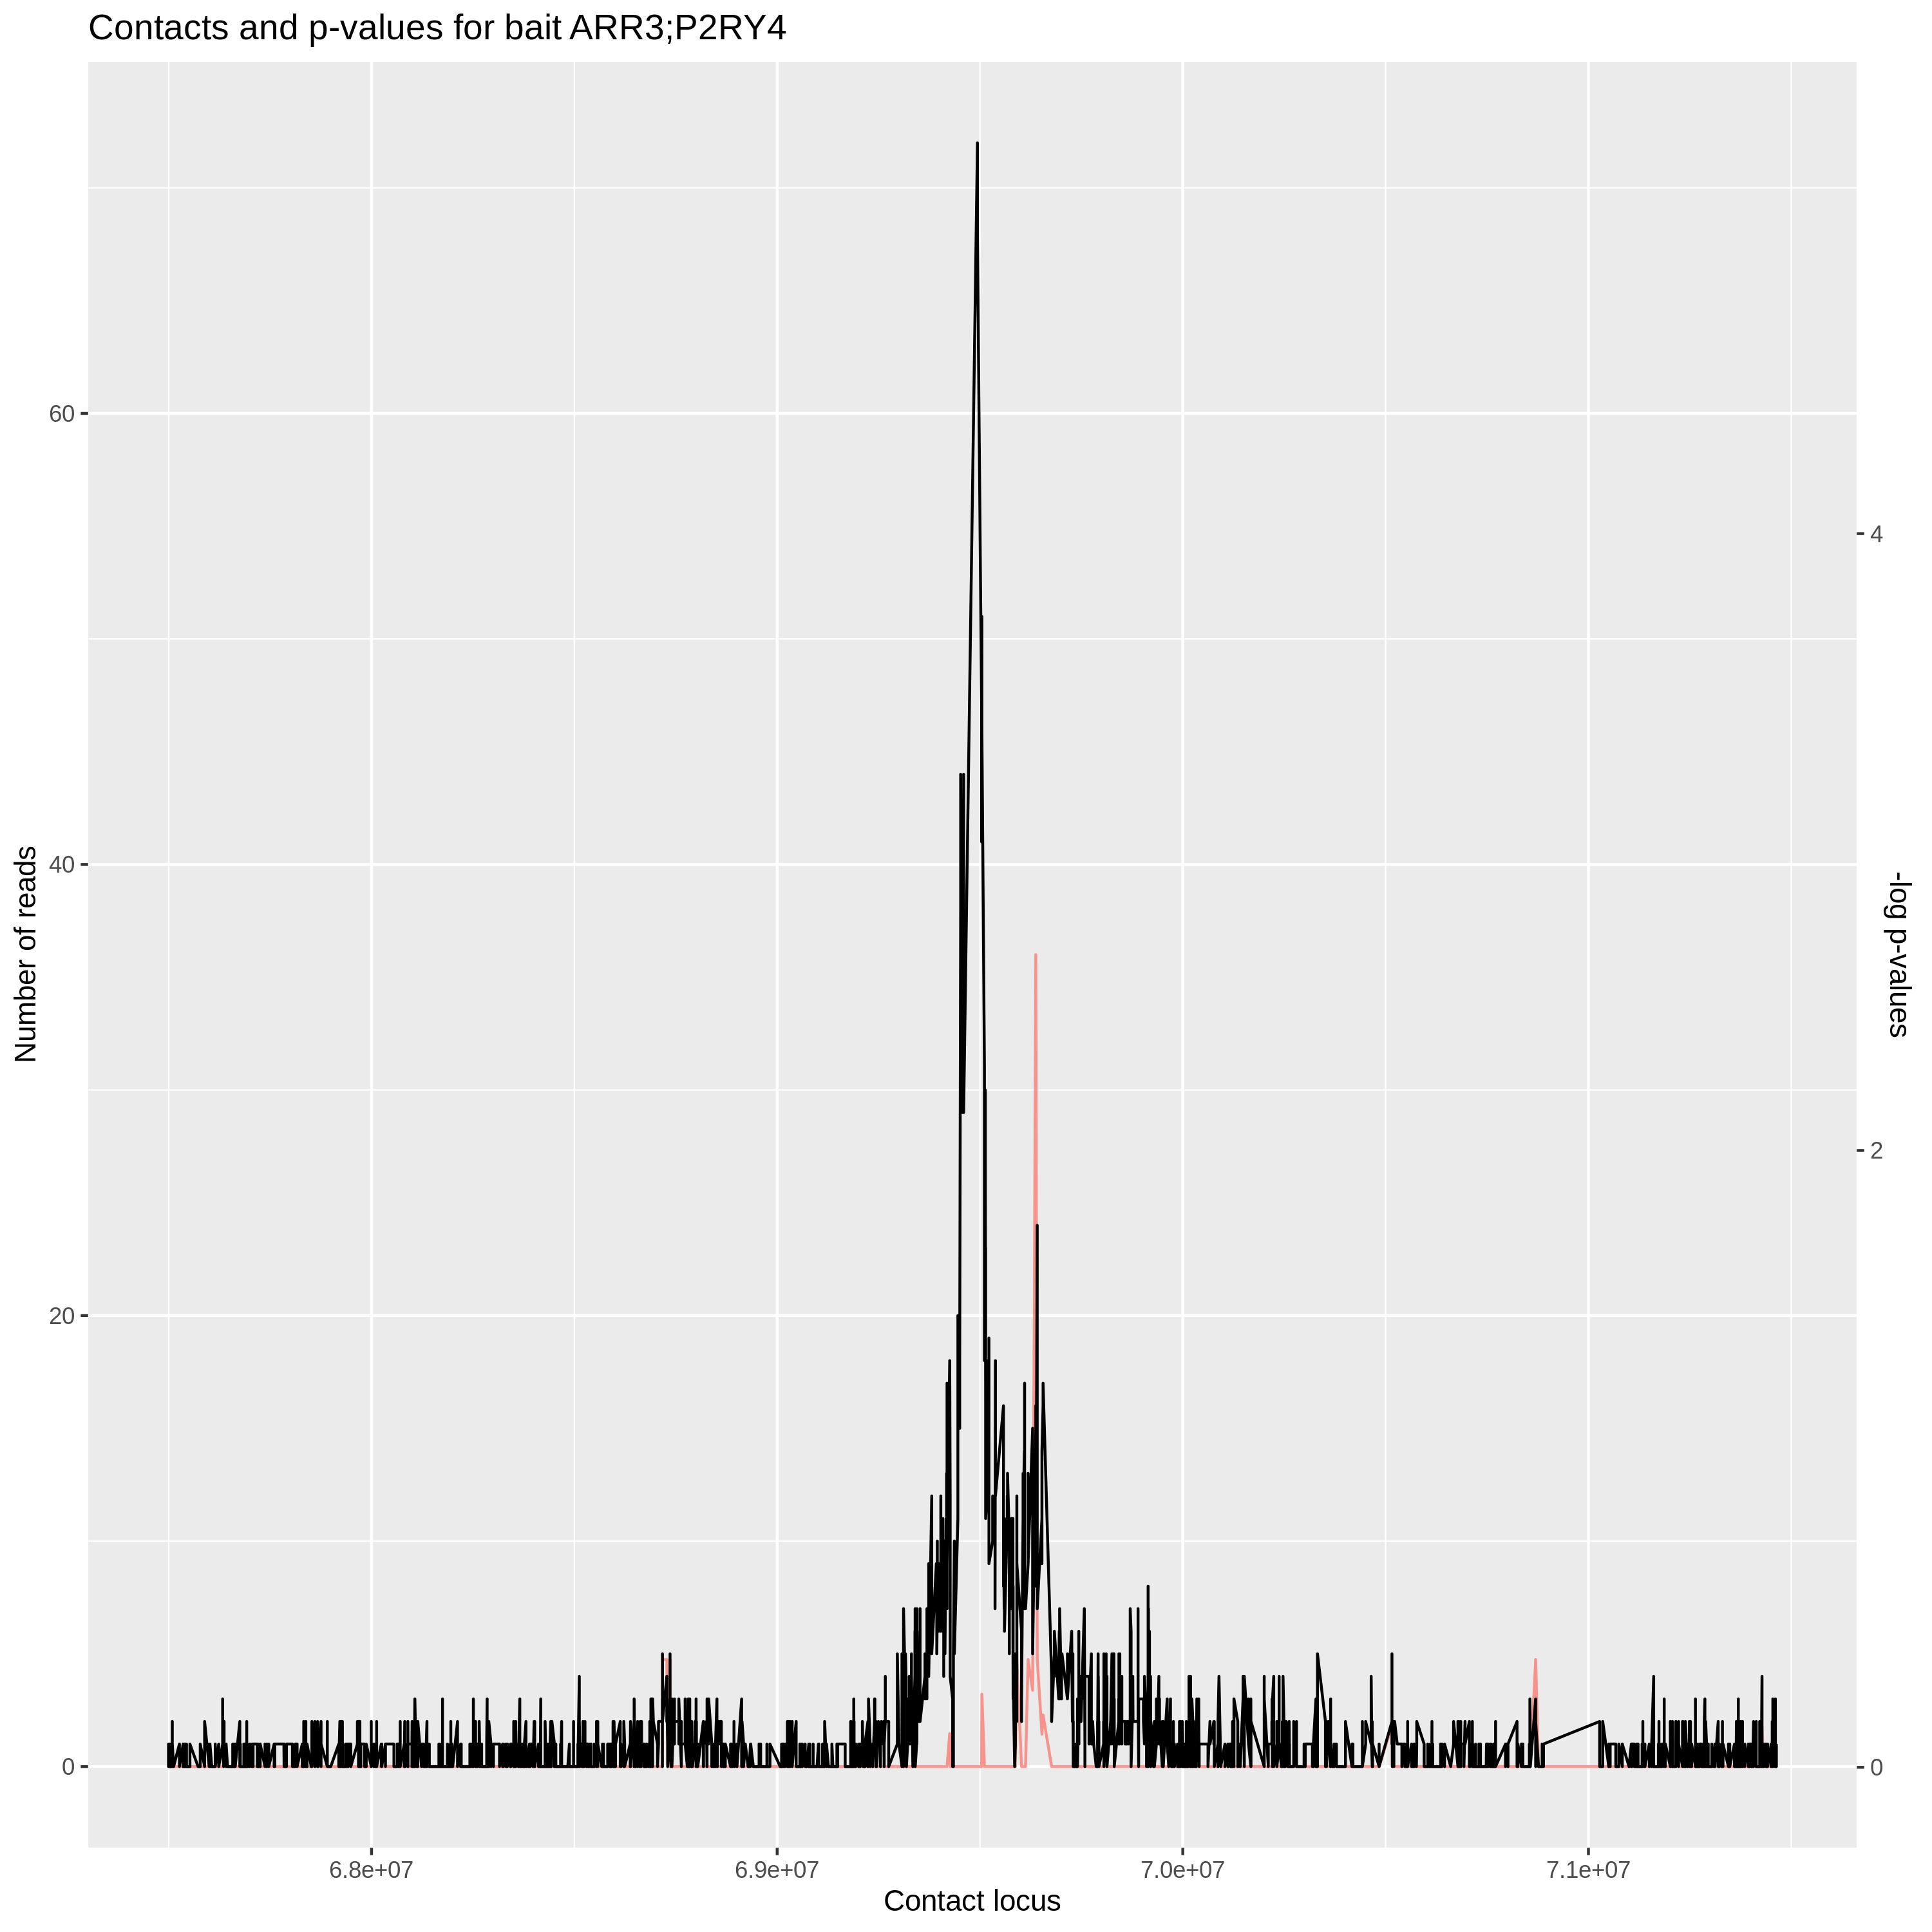 Contacts and p-values for bait ARR3;P2RY4
60
40
20
0
Number of reads
4
2
0
-log p-values
6.8e+07
6.9e+07
7.0e+07
7.1e+07
Contact locus